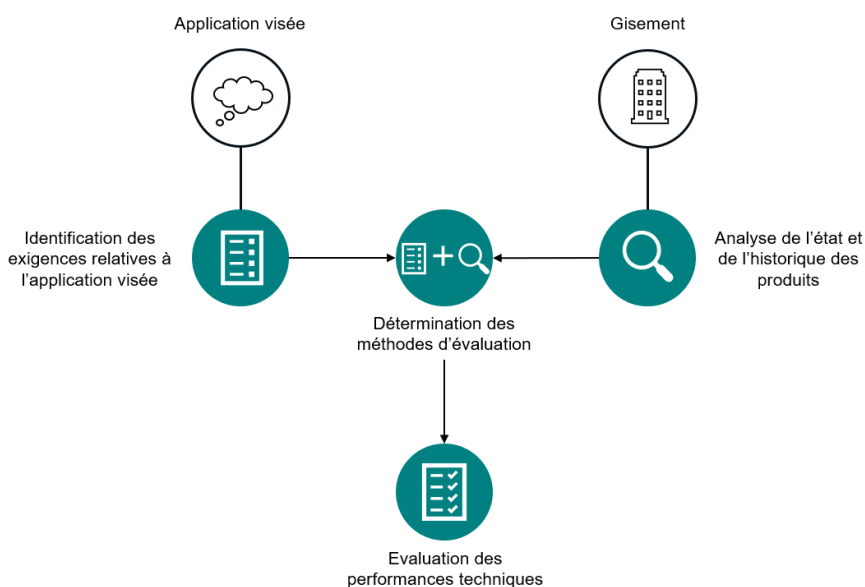 Application visée
Gisement
Identification des
exigences relatives à
l’application visée
Analyse de l’état et
de l’historique des
produits
Détermination des
méthodes d’évaluation
Evaluation des
performances techniques